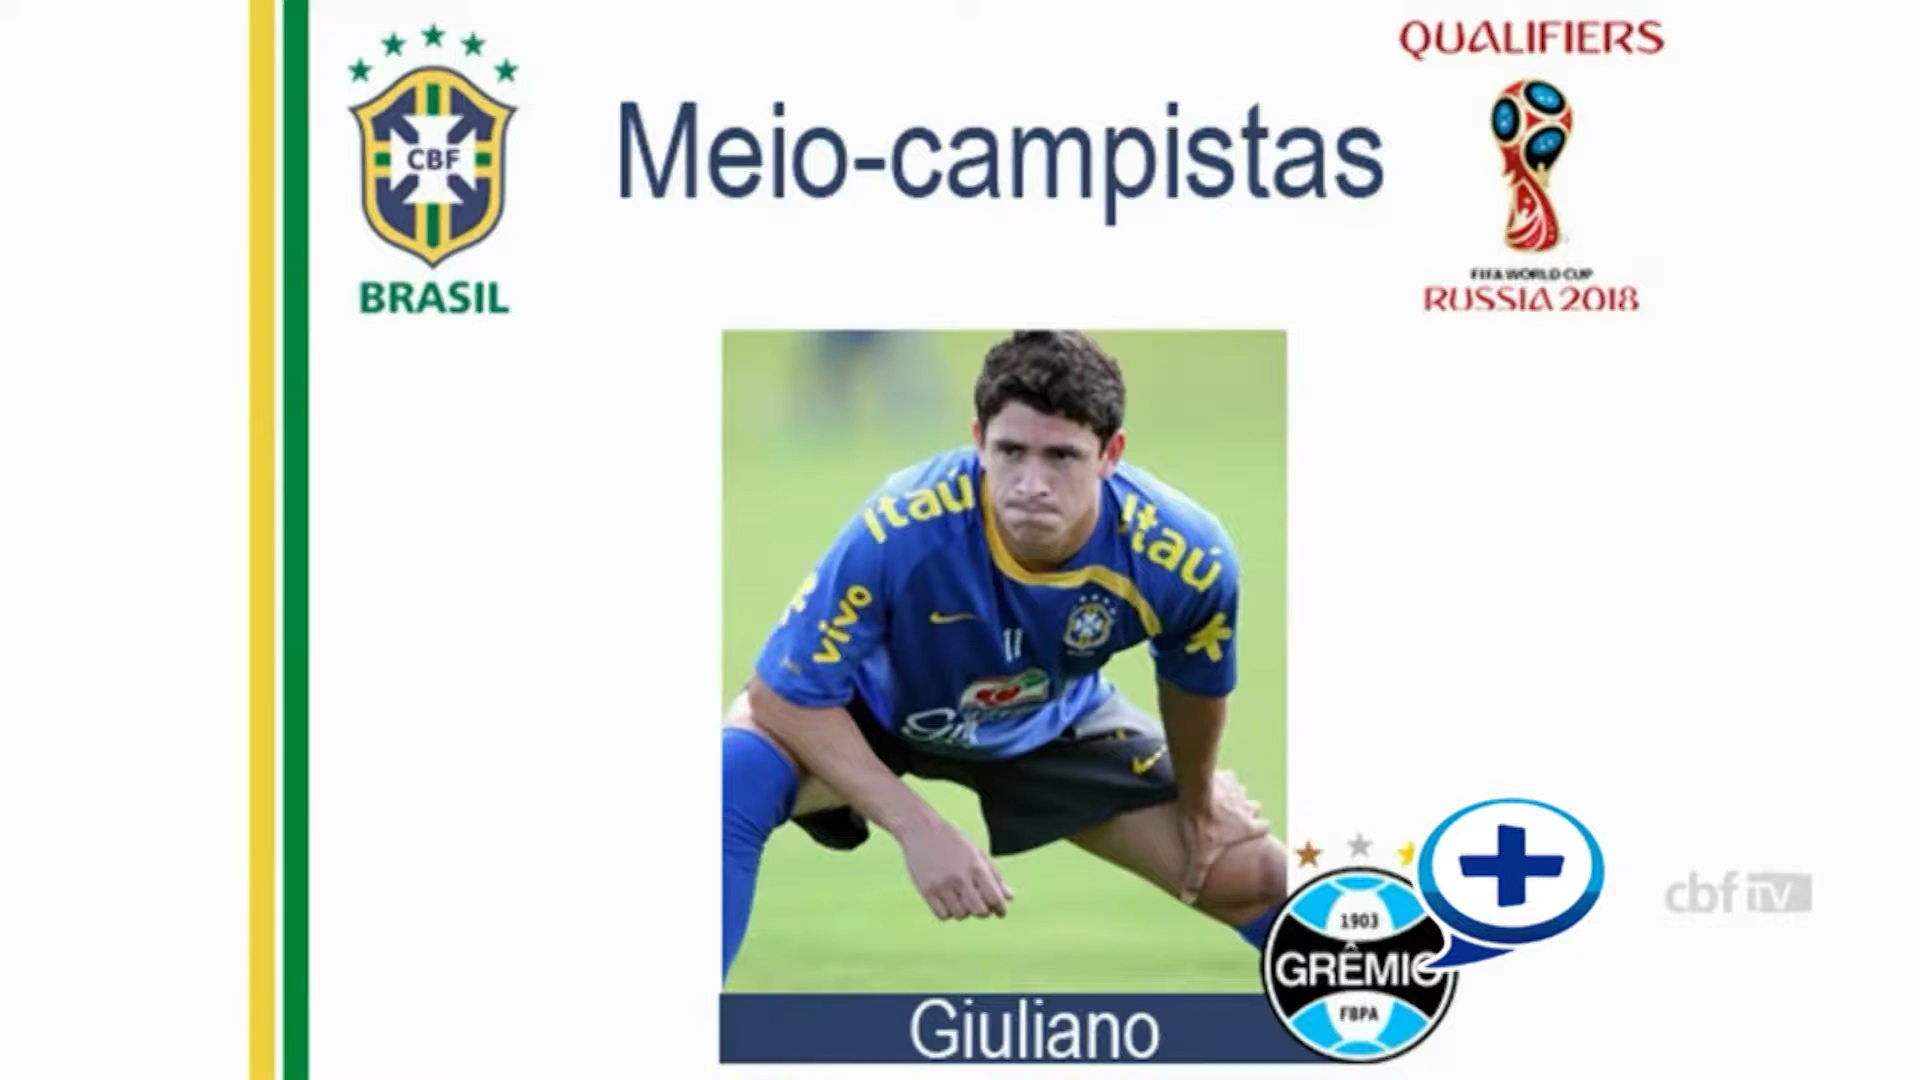 QUALIFIERS
Meio-campistas
CBF
BRASIL
FIFA WORLD CUP
RUSSIA 2018
Itaú
Itaú
vivo
11
1903
GRÊMIO
FBPA
cbf tv
Giuliano